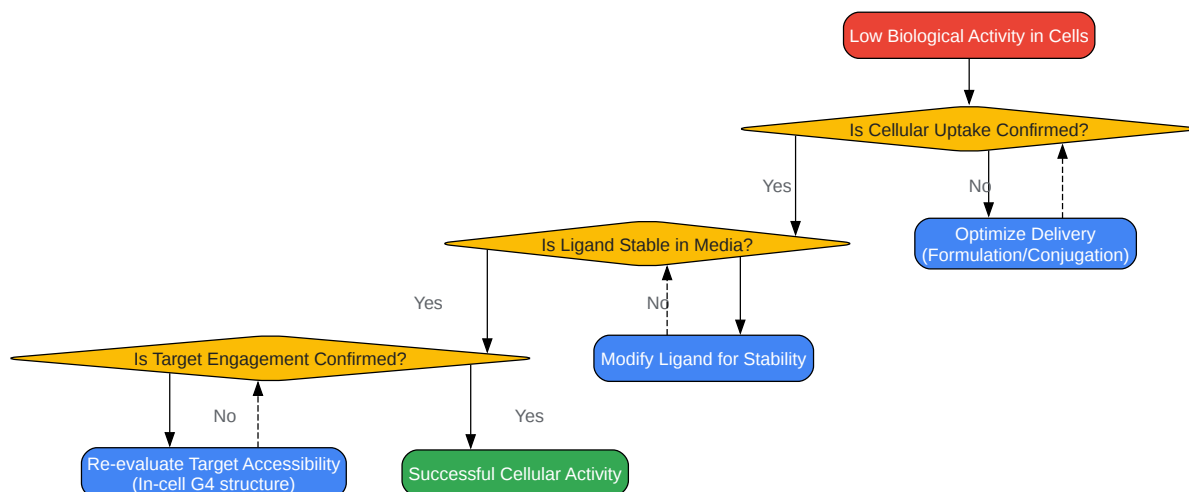 Low Biological Activity in Cells
Is Cellular Uptake Confirmed?
Yes
No
Optimize Delivery
(Formulation/Conjugation)
Is Ligand Stable in Media?
Yes
No
Modify Ligand for Stability
Is Target Engagement Confirmed?
No
Yes
Re-evaluate Target Accessibility
(In-cell G4 structure)
Successful Cellular Activity